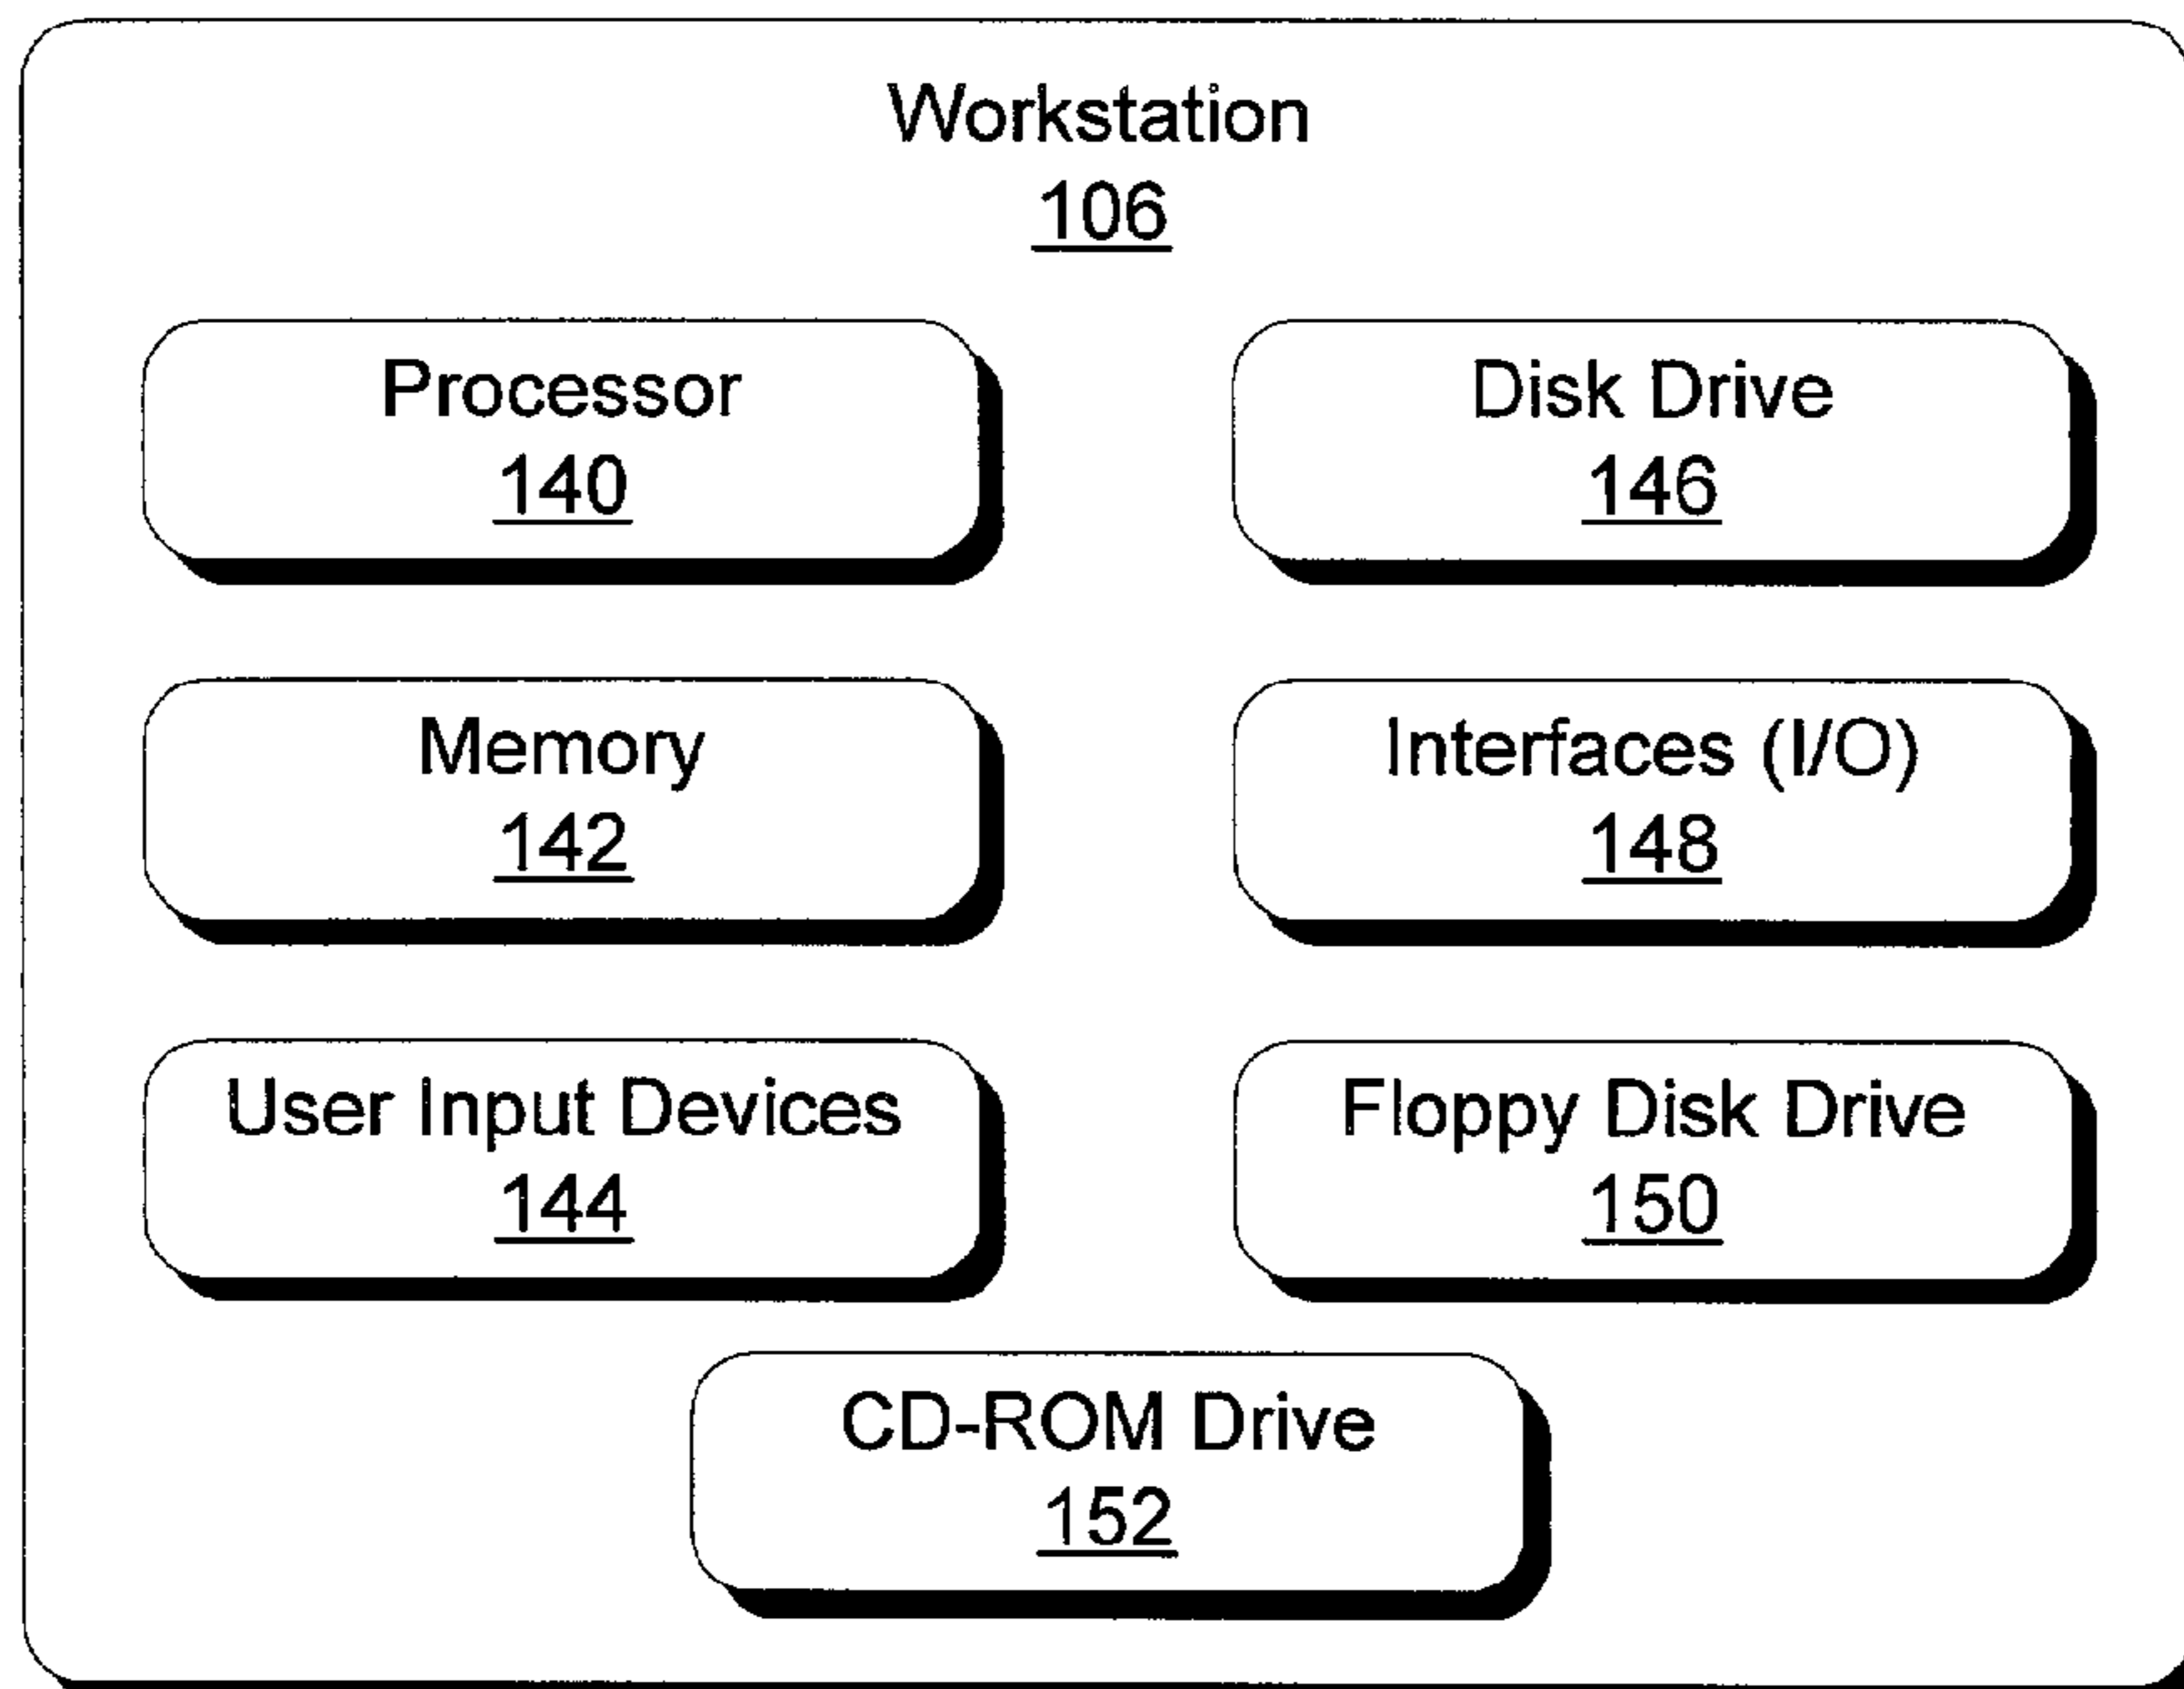 Workstation
106
Processor
140
Disk Drive
146
Memory
142
Interfaces (I/O)
148
User Input Devices
144
Floppy Disk Drive
150
CD-ROM Drive
152